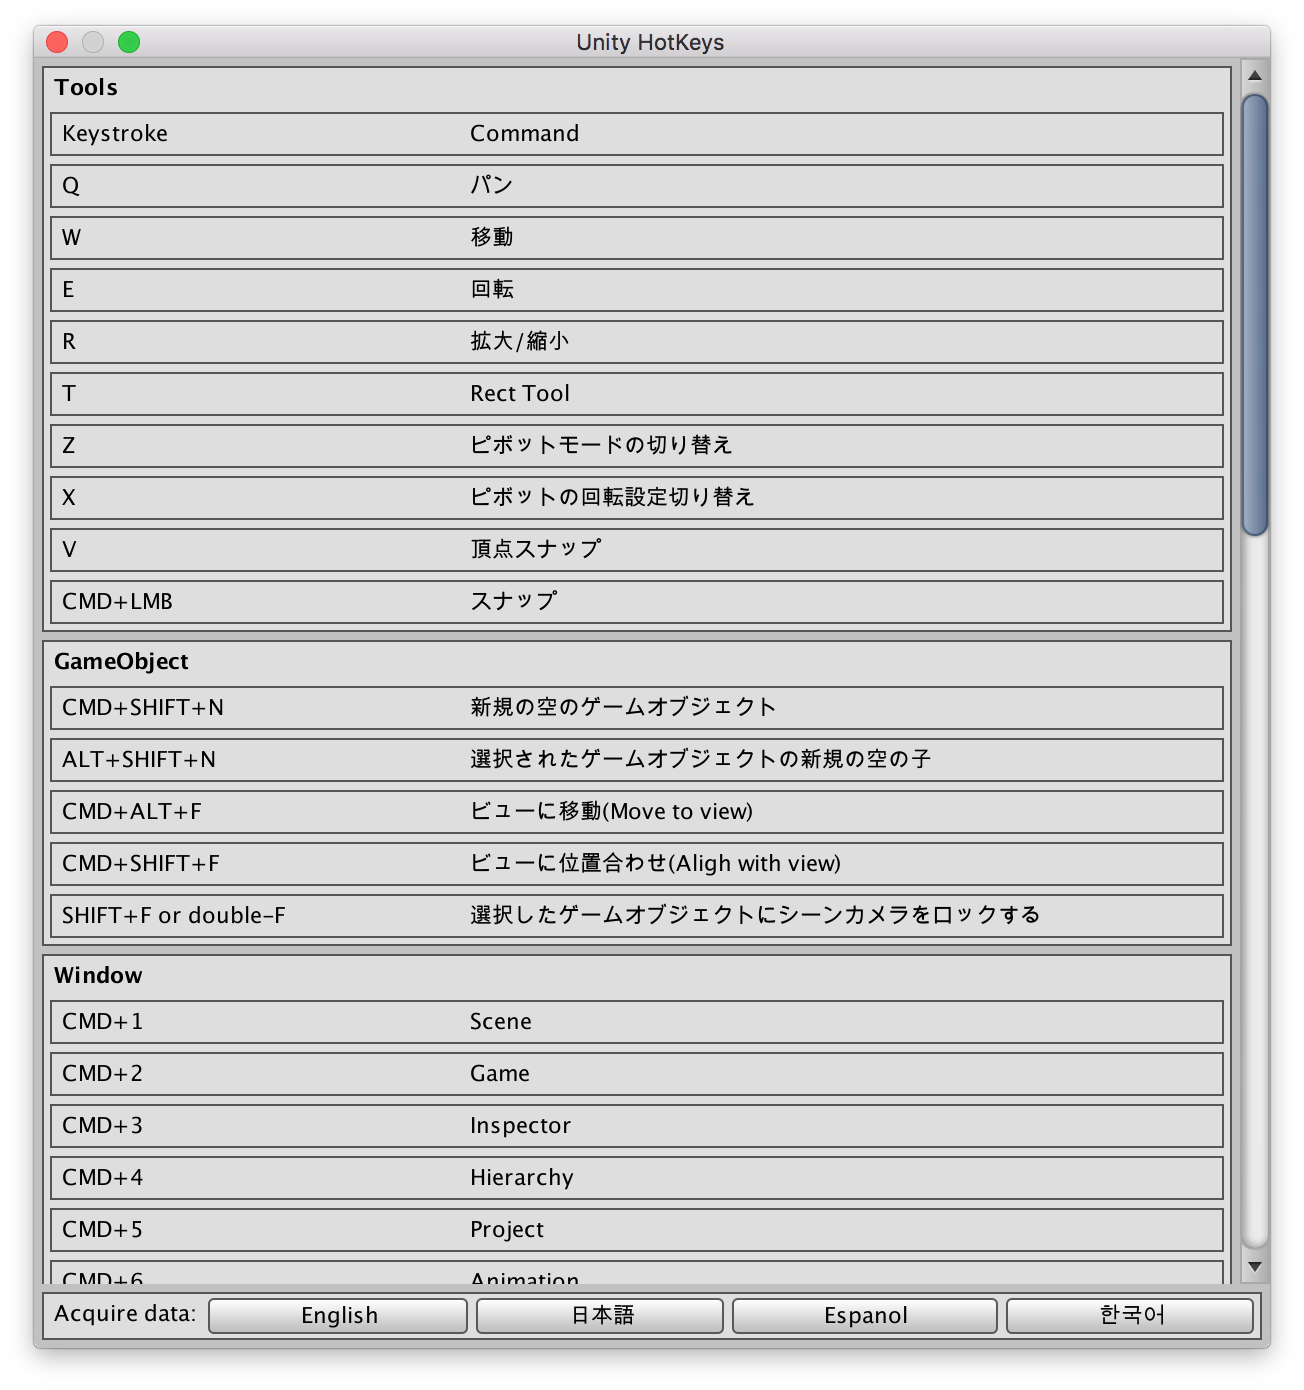 Unity HotKeys
Tools
Keystroke Command
Q パン
W 移動
E 回転
R 拡大/縮小
T Rect Tool
Z ピボットモードの切り替え
X ピボットの回転設定切り替え
V 頂点スナップ
CMD+LMB スナップ
GameObject
CMD+SHIFT+N 新規の空のゲームオブジェクト
ALT+SHIFT+N 選択されたゲームオブジェクトの新規の空の子
CMD+ALT+F ビューに移動(Move to view)
CMD+SHIFT+F ビューに位置合わせ(Aligh with view)
SHIFT+F or double-F 選択したゲームオブジェクトにシーンカメラをロックする
Window
CMD+1 Scene
CMD+2 Game
CMD+3 Inspector
CMD+4 Hierarchy
CMD+5 Project
CMD+6 Animation
Acquire data: English 日本語 Espanol 한국어